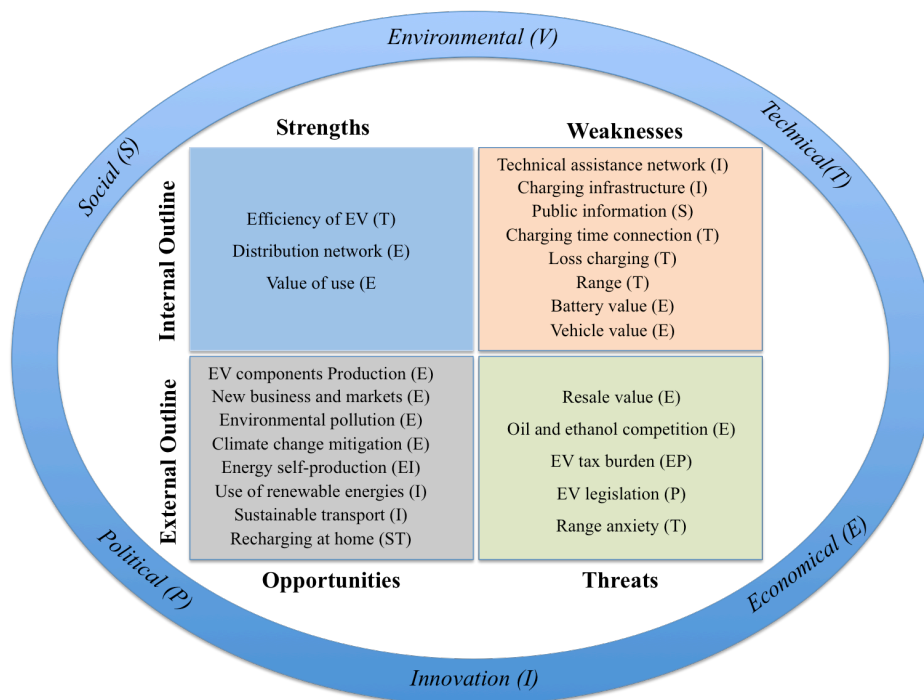 Environmental (V)
Technical(T)
Social (S)
Strengths
Weaknesses
Internal Outline
Efficiency of EV (T)
Distribution network (E)
Value of use (E
Technical assistance network (I)
Charging infrastructure (I)
Public information (S)
Charging time connection (T)
Loss charging (T)
Range (T)
Battery value (E)
Vehicle value (E)
External Outline
EV components Production (E)
New business and markets (E)
Environmental pollution (E)
Climate change mitigation (E)
Energy self-production (EI)
Use of renewable energies (I)
Sustainable transport (I)
Recharging at home (ST)
Resale value (E)
Oil and ethanol competition (E)
EV tax burden (EP)
EV legislation (P)
Range anxiety (T)
Opportunities
Threats
Political (P)
Economical (E)
Innovation (I)